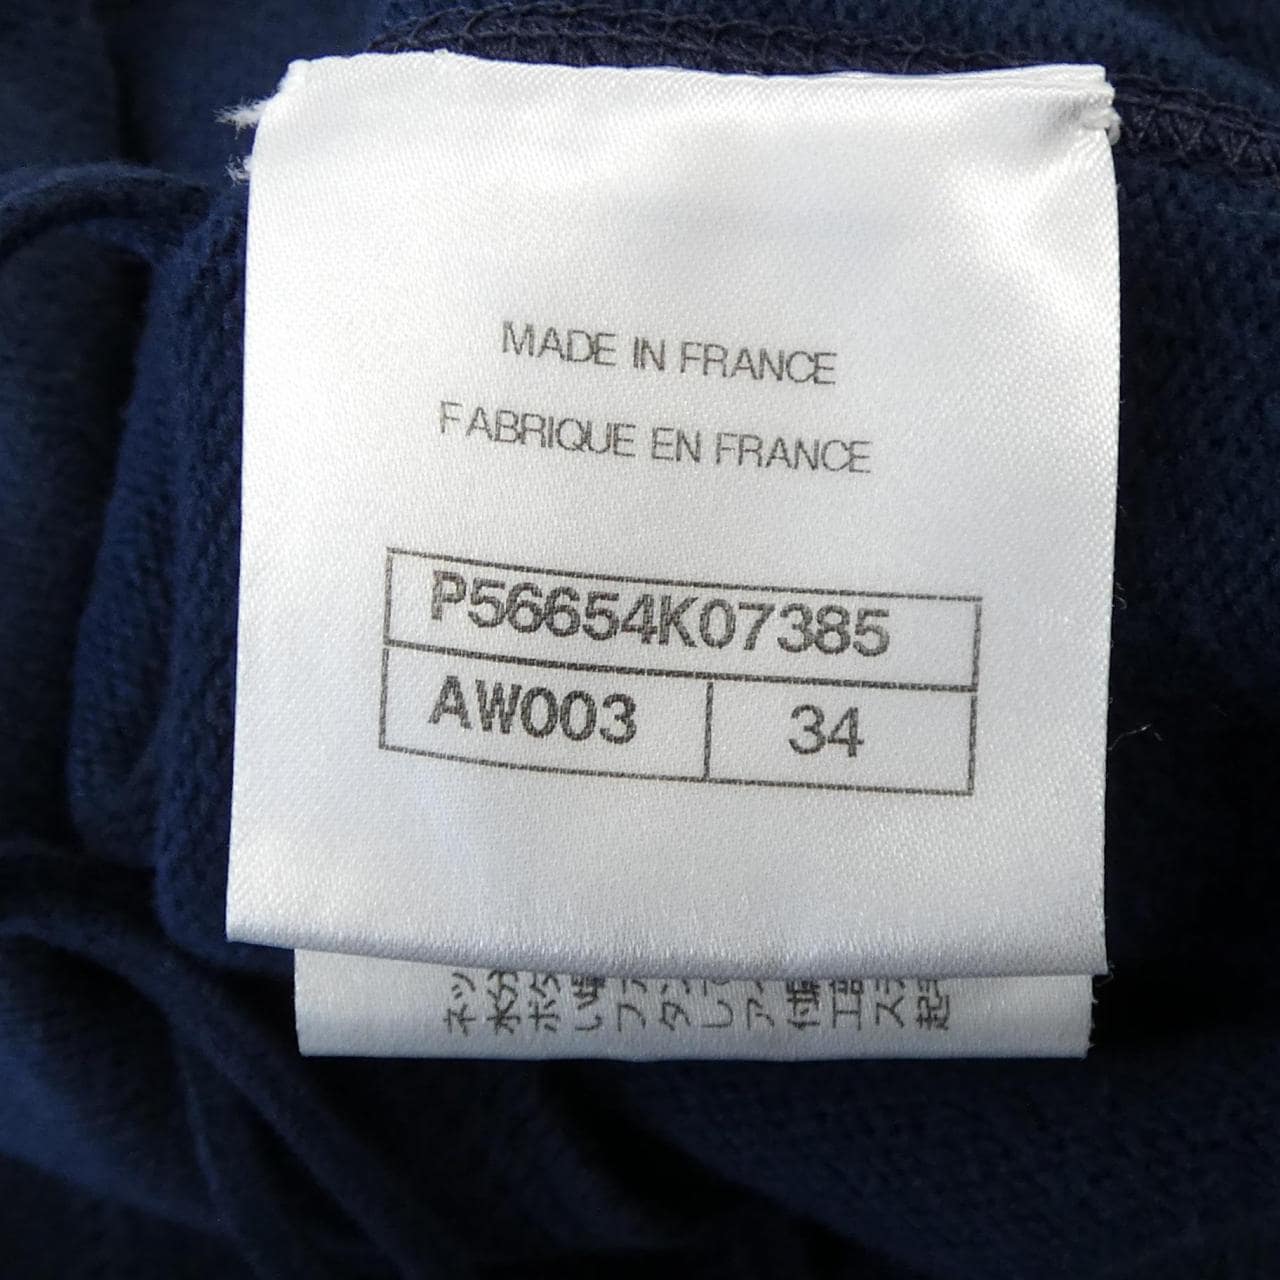 MADE IN FRANCE
FABRIQUE EN FRANCE
P56654K07385
AW003 34